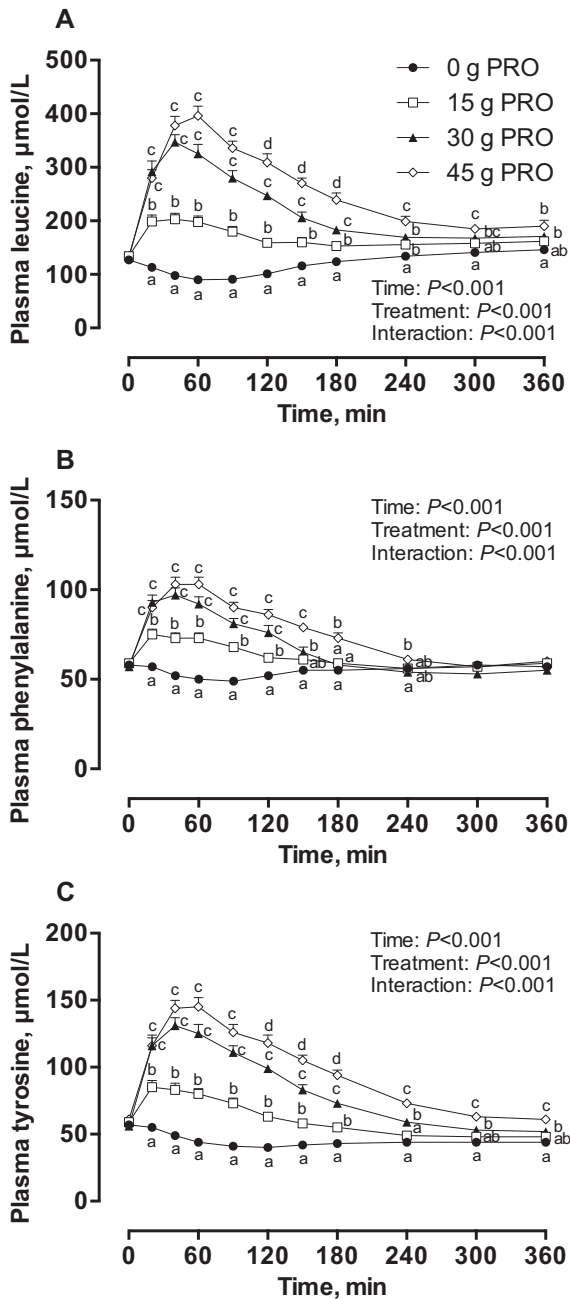 A
Plasma leucine, µmol/L
500
400
300
200
100
0
0 g PRO
15 g PRO
30 g PRO
45 g PRO
c c c c d d d c c b
c c c c c c b bc b
b b b b b b b b ab ab
a a a a a a a a a a
Time: P<0.001
Treatment: P<0.001
Interaction: P<0.001
0 60 120 180 240 300 360
Time, min
B
Plasma phenylalanine, µmol/L
150
100
50
0
Time: P<0.001
Treatment: P<0.001
Interaction: P<0.001
c c c c c c b b
c c c c c b a ab
b b b b b ab a ab
a a a a a a a a
0 60 120 180 240 300 360
Time, min
C
Plasma tyrosine, µmol/L
200
150
100
50
0
Time: P<0.001
Treatment: P<0.001
Interaction: P<0.001
c c c c d d d c c c
c c c c c c b b b
b b b b b b b a ab ab
a a a a a a a a a a
0 60 120 180 240 300 360
Time, min